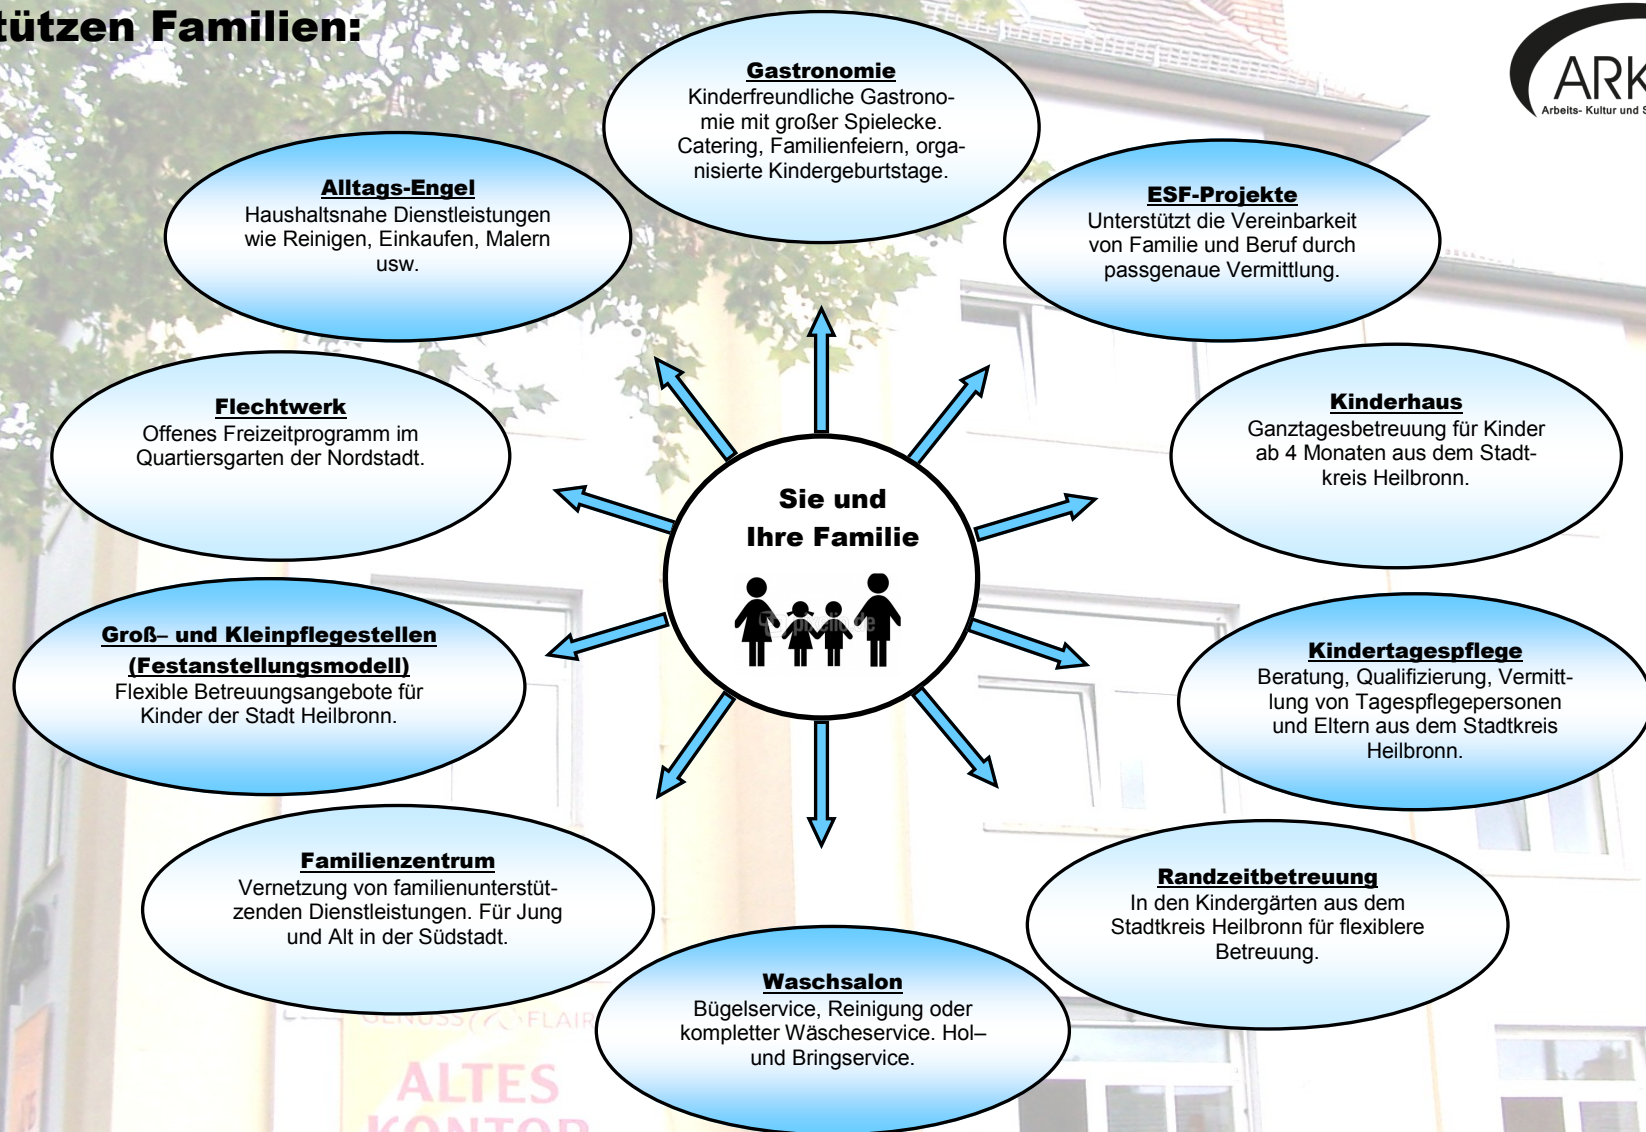 tützen Familien:
ARK
Arbeits- Kultur und S
Gastronomie
Kinderfreundliche Gastrono-
mie mit großer Spielecke.
Catering, Familienfeiern, orga-
nisierte Kindergeburtstage.
Alltags-Engel
Haushaltsnahe Dienstleistungen
wie Reinigen, Einkaufen, Malern
usw.
ESF-Projekte
Unterstützt die Vereinbarkeit
von Familie und Beruf durch
passgenaue Vermittlung.
Flechtwerk
Offenes Freizeitprogramm im
Quartiersgarten der Nordstadt.
Kinderhaus
Ganztagesbetreuung für Kinder
ab 4 Monaten aus dem Stadt-
kreis Heilbronn.
Sie und
Ihre Familie
pixelio.de
Groß– und Kleinpflegestellen
(Festanstellungsmodell)
Flexible Betreuungsangebote für
Kinder der Stadt Heilbronn.
Kindertagespflege
Beratung, Qualifizierung, Vermitt-
lung von Tagespflegepersonen
und Eltern aus dem Stadtkreis
Heilbronn.
Familienzentrum
Vernetzung von familienunterstüt-
zenden Dienstleistungen. Für Jung
und Alt in der Südstadt.
Randzeitbetreuung
In den Kindergärten aus dem
Stadtkreis Heilbronn für flexiblere
Betreuung.
Waschsalon
Bügelservice, Reinigung oder
kompletter Wäscheservice. Hol–
und Bringservice.
GENUSS FLAIR
ALTES
KONTOR